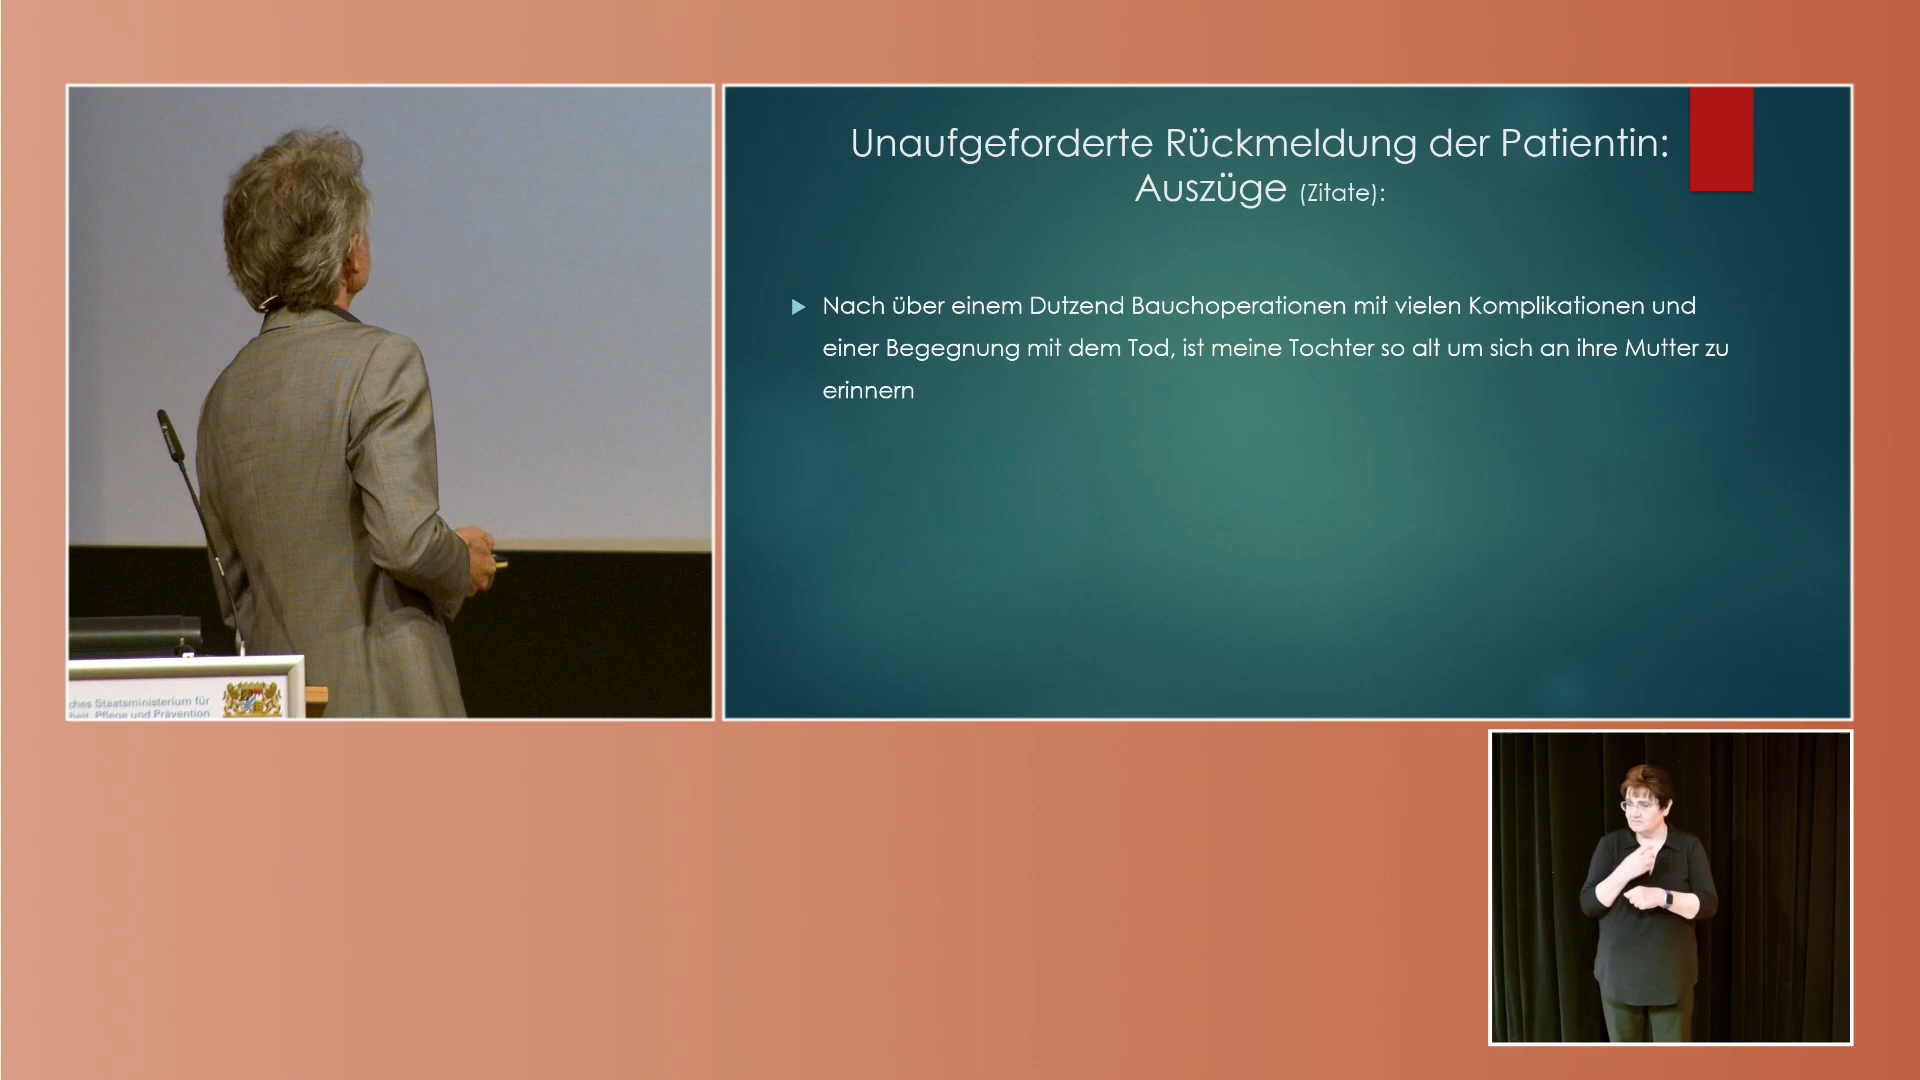 Unaufgeforderte Rückmeldung der Patientin:
Auszüge (Zitate):
Nach über einem Dutzend Bauchoperationen mit vielen Komplikationen und
einer Begegnung mit dem Tod, ist meine Tochter so alt um sich an ihre Mutter zu
erinnern
ches Staatsministerium für
heit, Pflege und Prävention